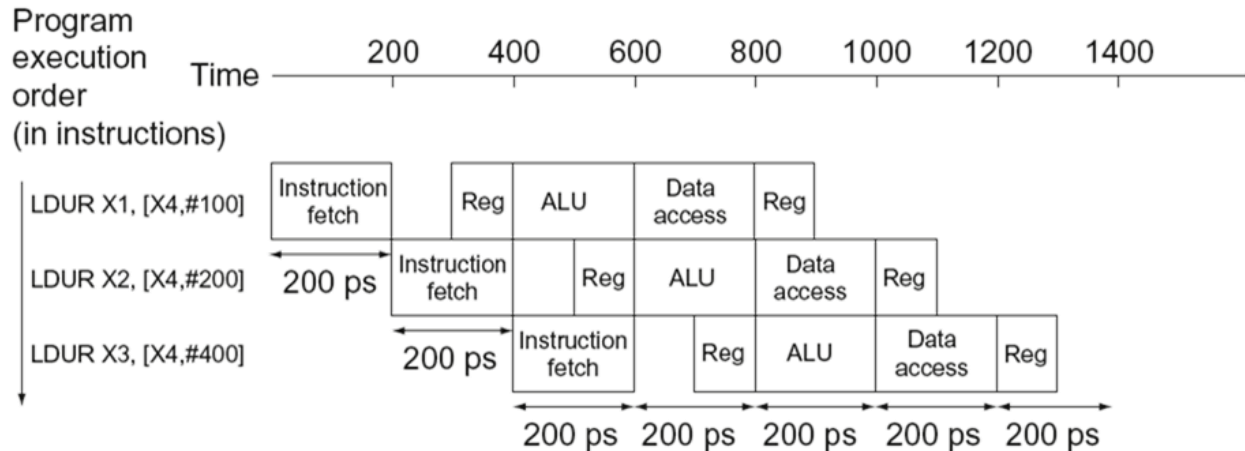 Program
execution
order
(in instructions)
Time
200 400 600 800 1000 1200 1400
LDUR X1, [X4,#100]
Instruction
fetch
Reg
ALU
Data
access
Reg
200 ps
LDUR X2, [X4,#200]
Instruction
fetch
Reg
ALU
Data
access
Reg
200 ps
LDUR X3, [X4,#400]
Instruction
fetch
Reg
ALU
Data
access
Reg
200 ps 200 ps 200 ps 200 ps 200 ps